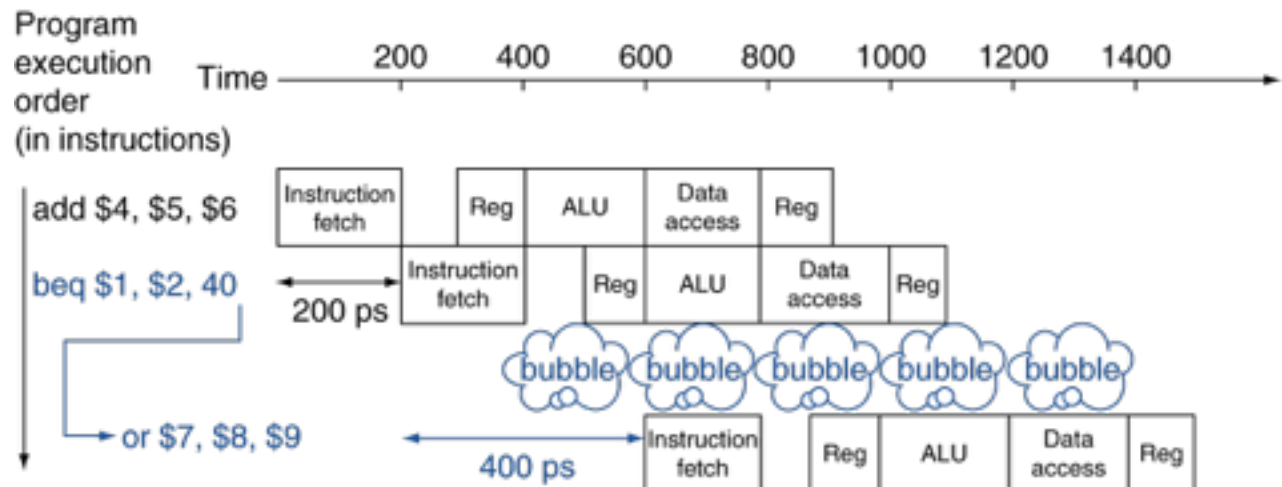 Program
execution
order
(in instructions)
Time
200 400 600 800 1000 1200 1400
add $4, $5, $6
Instruction
fetch
Reg
ALU
Data
access
Reg
beq $1, $2, 40
200 ps
Instruction
fetch
Reg
ALU
Data
access
Reg
bubble bubble bubble bubble bubble
or $7, $8, $9
400 ps
Instruction
fetch
Reg
ALU
Data
access
Reg